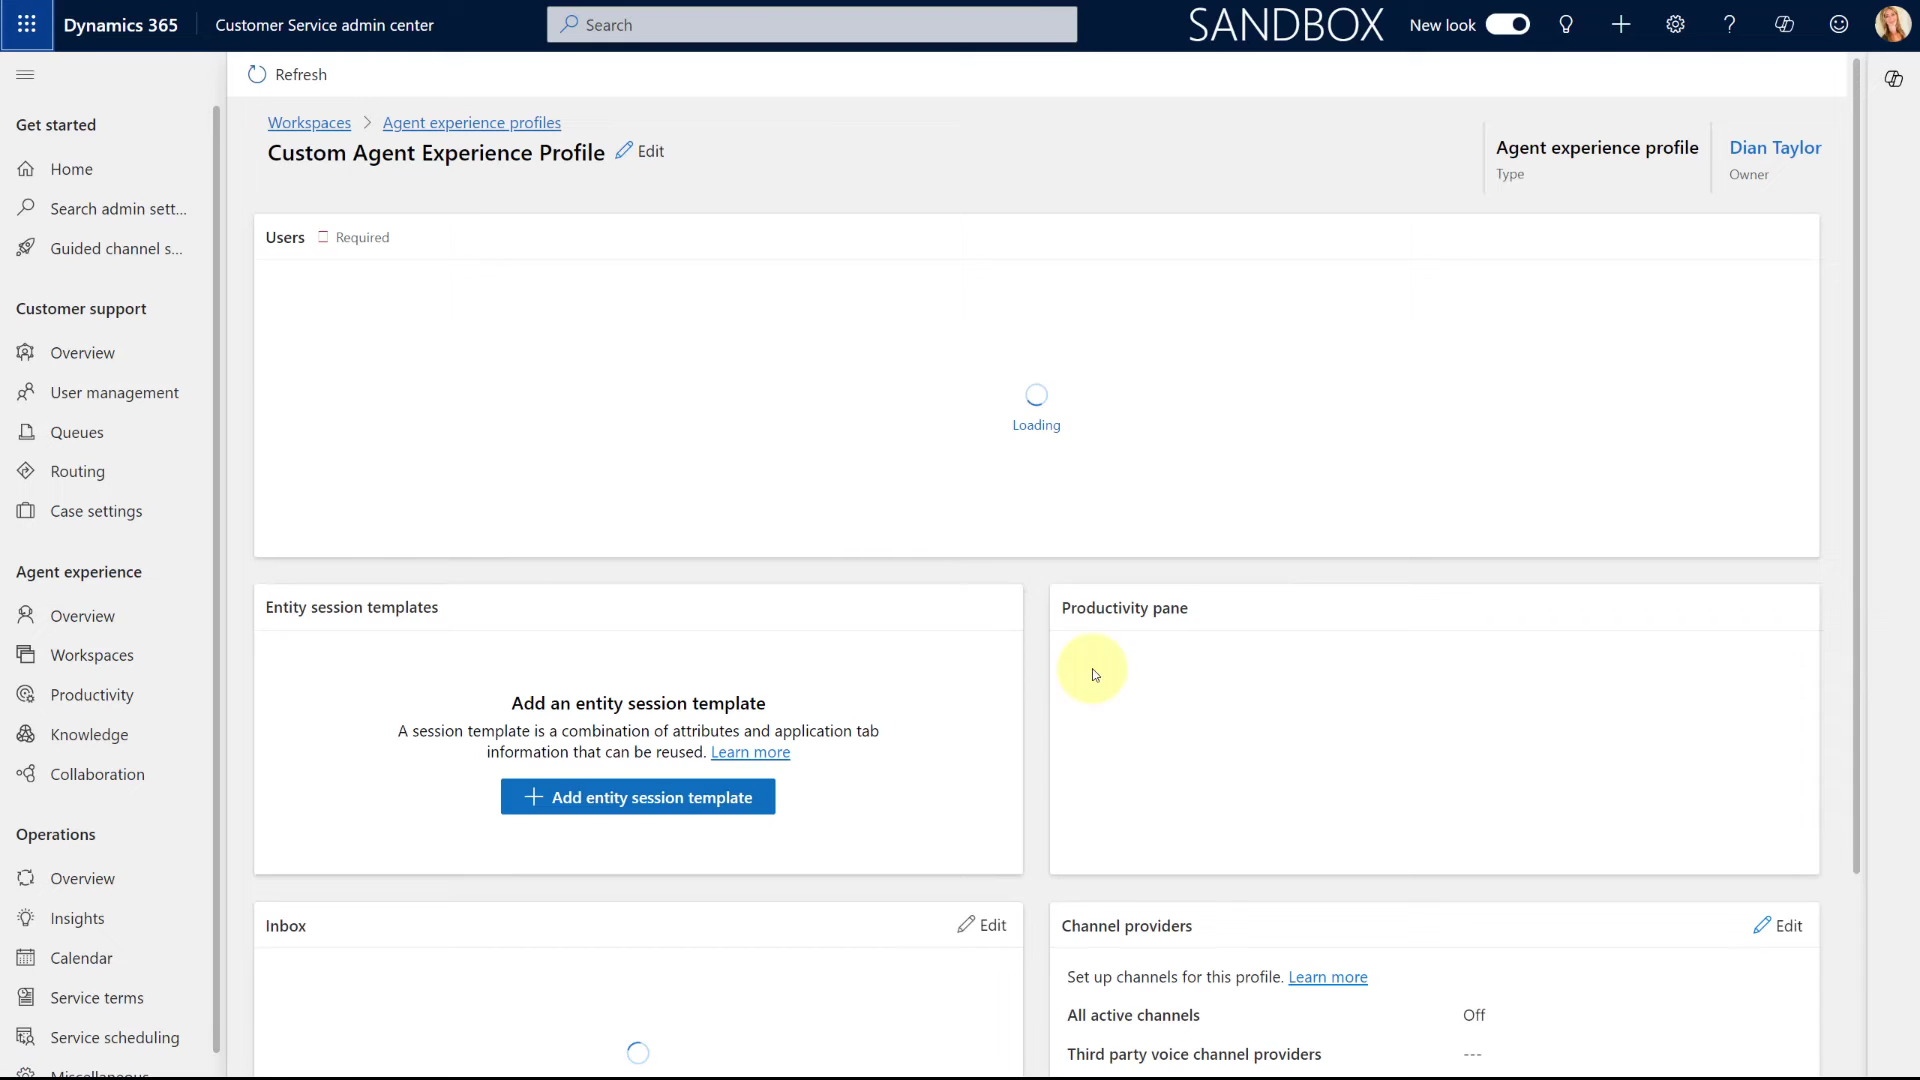 Dynamics 365
Customer Service admin center
Search
SANDBOX
New look
Refresh
Get started
Home
Search admin sett...
Guided channel s...
Customer support
Overview
User management
Queues
Routing
Case settings
Agent experience
Overview
Workspaces
Productivity
Knowledge
Collaboration
Operations
Overview
Insights
Calendar
Service terms
Service scheduling
Miscellaneous
Workspaces > Agent experience profiles
Custom Agent Experience Profile Edit
Agent experience profile
Type
Dian Taylor
Owner
Users Required
Loading
Entity session templates
Add an entity session template
A session template is a combination of attributes and application tab
information that can be reused. Learn more
+ Add entity session template
Productivity pane
Inbox
Edit
Channel providers
Edit
Set up channels for this profile. Learn more
All active channels Off
Third party voice channel providers ---